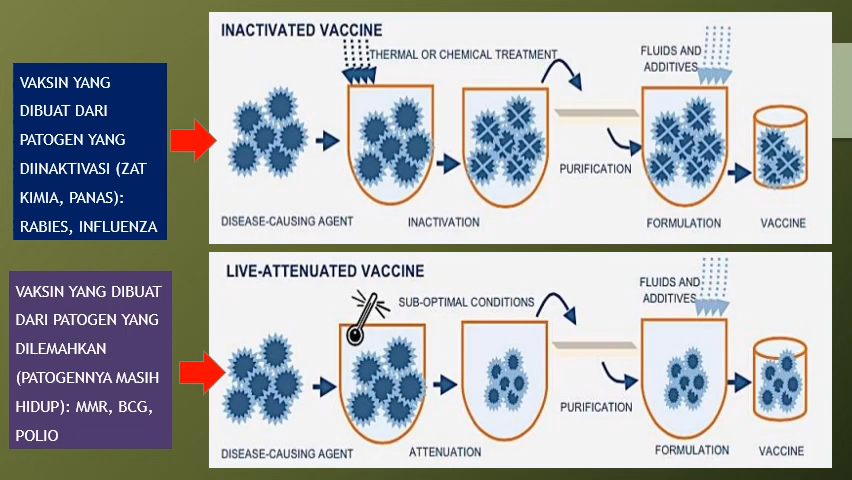 VAKSIN YANG
DIBUAT DARI
PATOGEN YANG
DIINAKTIVASI (ZAT
KIMIA, PANAS):
RABIES, INFLUENZA
INACTIVATED VACCINE
THERMAL OR CHEMICAL TREATMENT
FLUIDS AND
ADDITIVES
PURIFICATION
DISEASE-CAUSING AGENT
INACTIVATION
FORMULATION
VACCINE
VAKSIN YANG DIBUAT
DARI PATOGEN YANG
DILEMAHKAN
(PATOGENNYA MASIH
HIDUP): MMR, BCG,
POLIO
LIVE-ATTENUATED VACCINE
SUB-OPTIMAL CONDITIONS
FLUIDS AND
ADDITIVES
PURIFICATION
DISEASE-CAUSING AGENT
ATTENUATION
FORMULATION
VACCINE